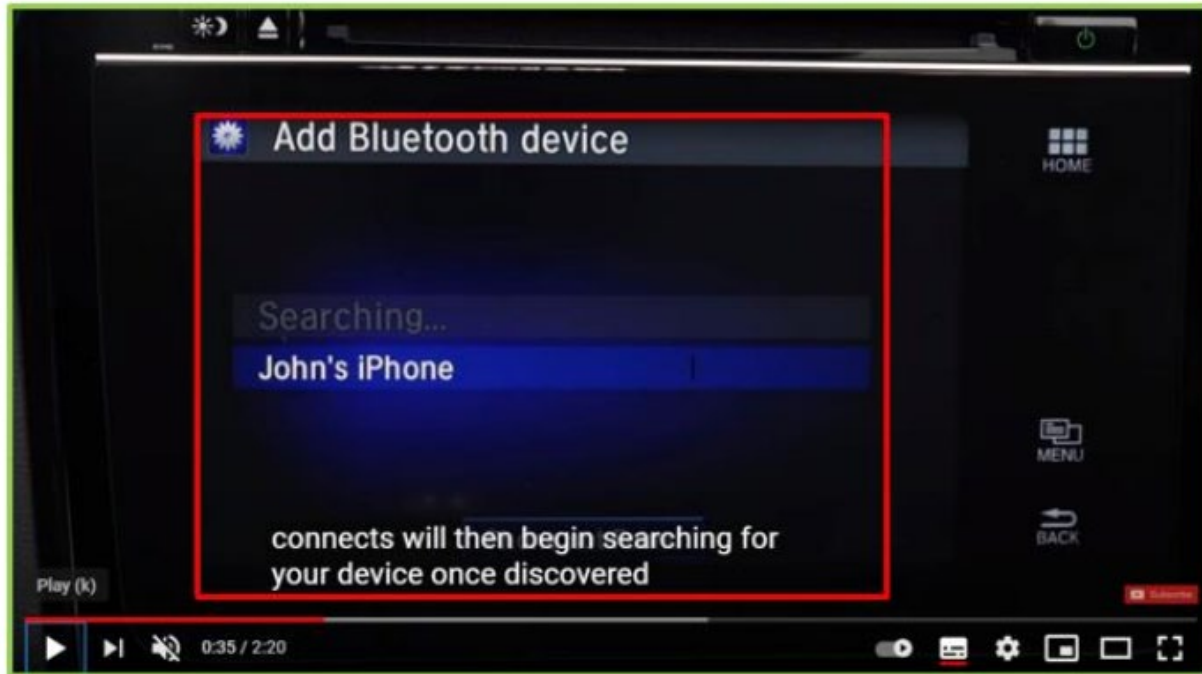 Add Bluetooth device
HOME
Searching...
John's iPhone
MENU
BACK
connects will then begin searching for
your device once discovered
Play (k)
Subscribe
0:35 / 2:20